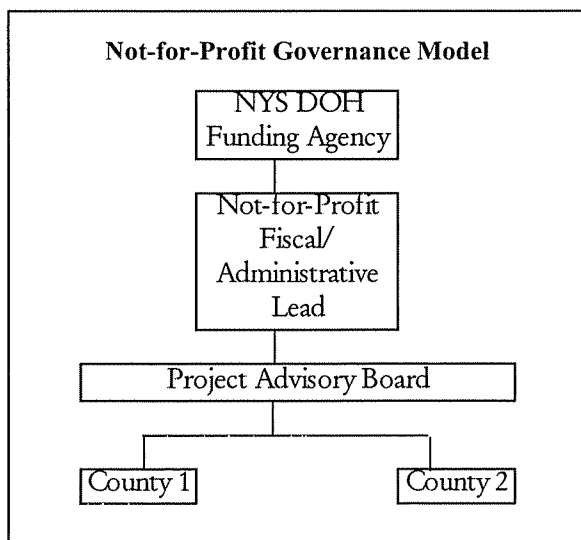 Not-for-Profit Governance Model
NYS DOH
Funding Agency
Not-for-Profit
Fiscal/
Administrative
Lead
Project Advisory Board
County 1
County 2